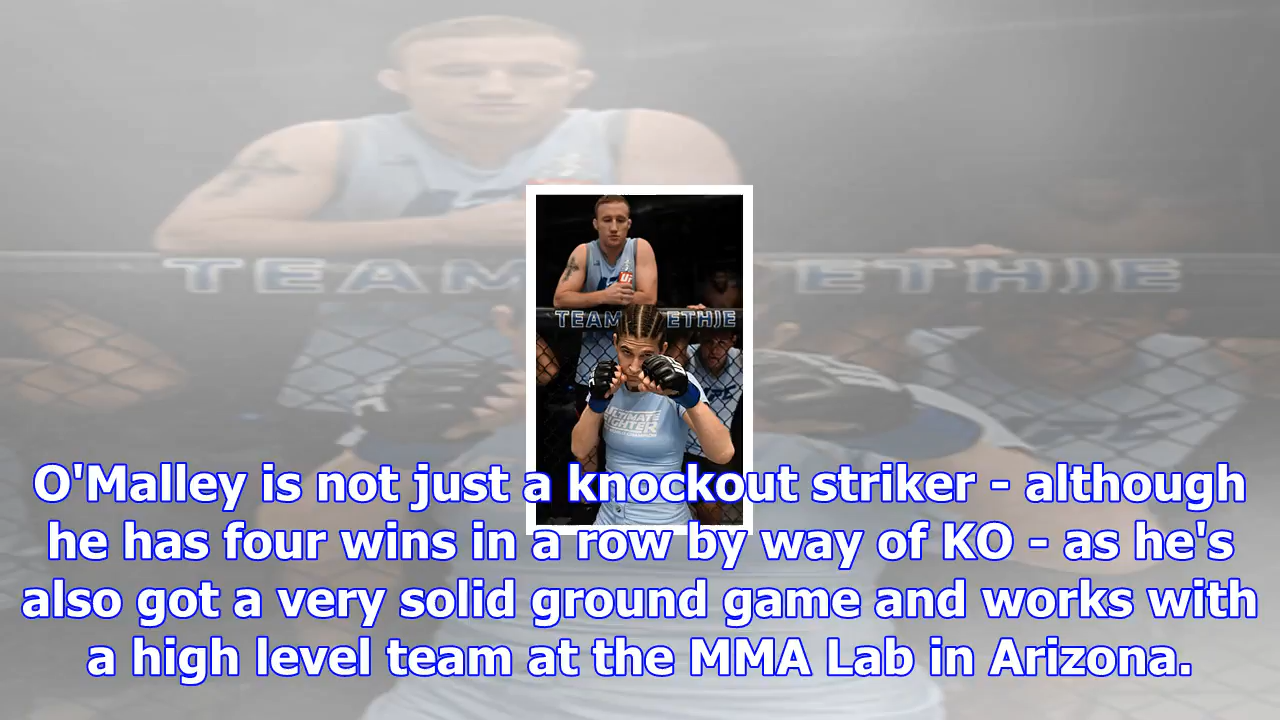 TEAM ETHJE
TEAM ETHJE
ULTIMATE
FIGHTER
O'Malley is not just a knockout striker - although
he has four wins in a row by way of KO - as he's
also got a very solid ground game and works with
a high level team at the MMA Lab in Arizona.